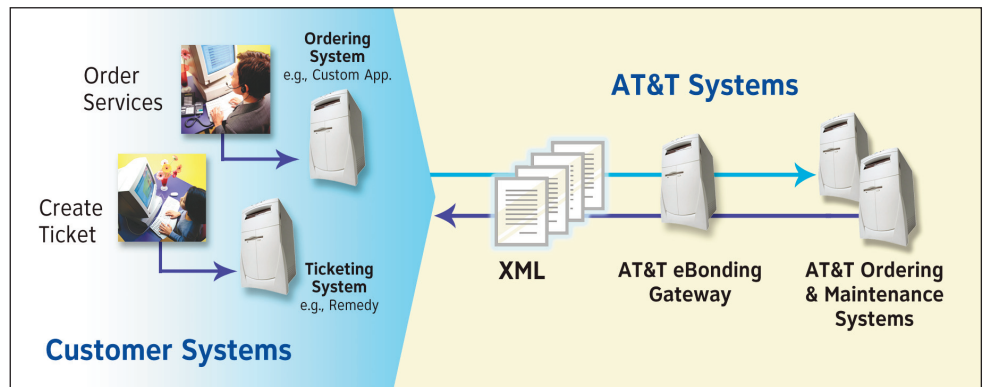 Order
Services
Ordering
System
e.g., Custom App.
Create
Ticket
Ticketing
System
e.g., Remedy
Customer Systems
AT&T Systems
XML
AT&T eBonding
Gateway
AT&T Ordering
& Maintenance
Systems